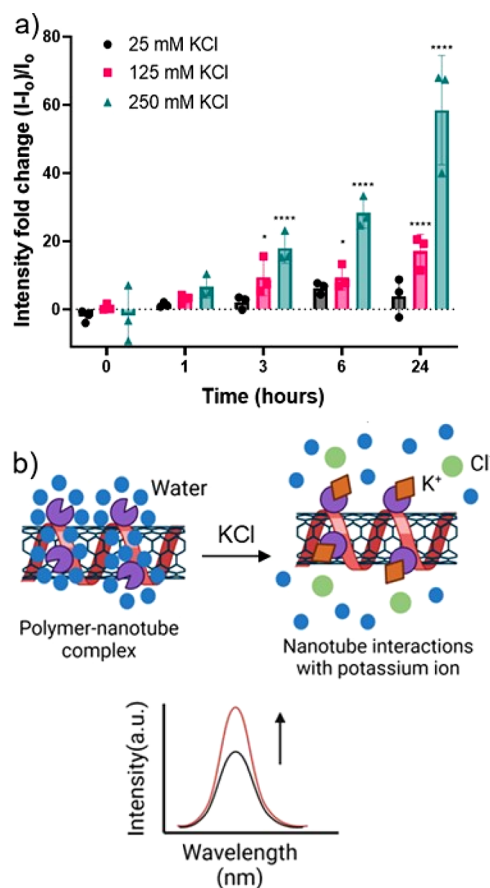 a)
25 mM KCl
125 mM KCl
250 mM KCl
Intensity fold change (I-I₀)/I₀
80
60
40
20
0
****
****
****
****
*
*
0 1 3 6 24
Time (hours)
b)
Water
KCl
K⁺
Cl
Polymer-nanotube
complex
Nanotube interactions
with potassium ion
Intensity(a.u.)
Wavelength
(nm)